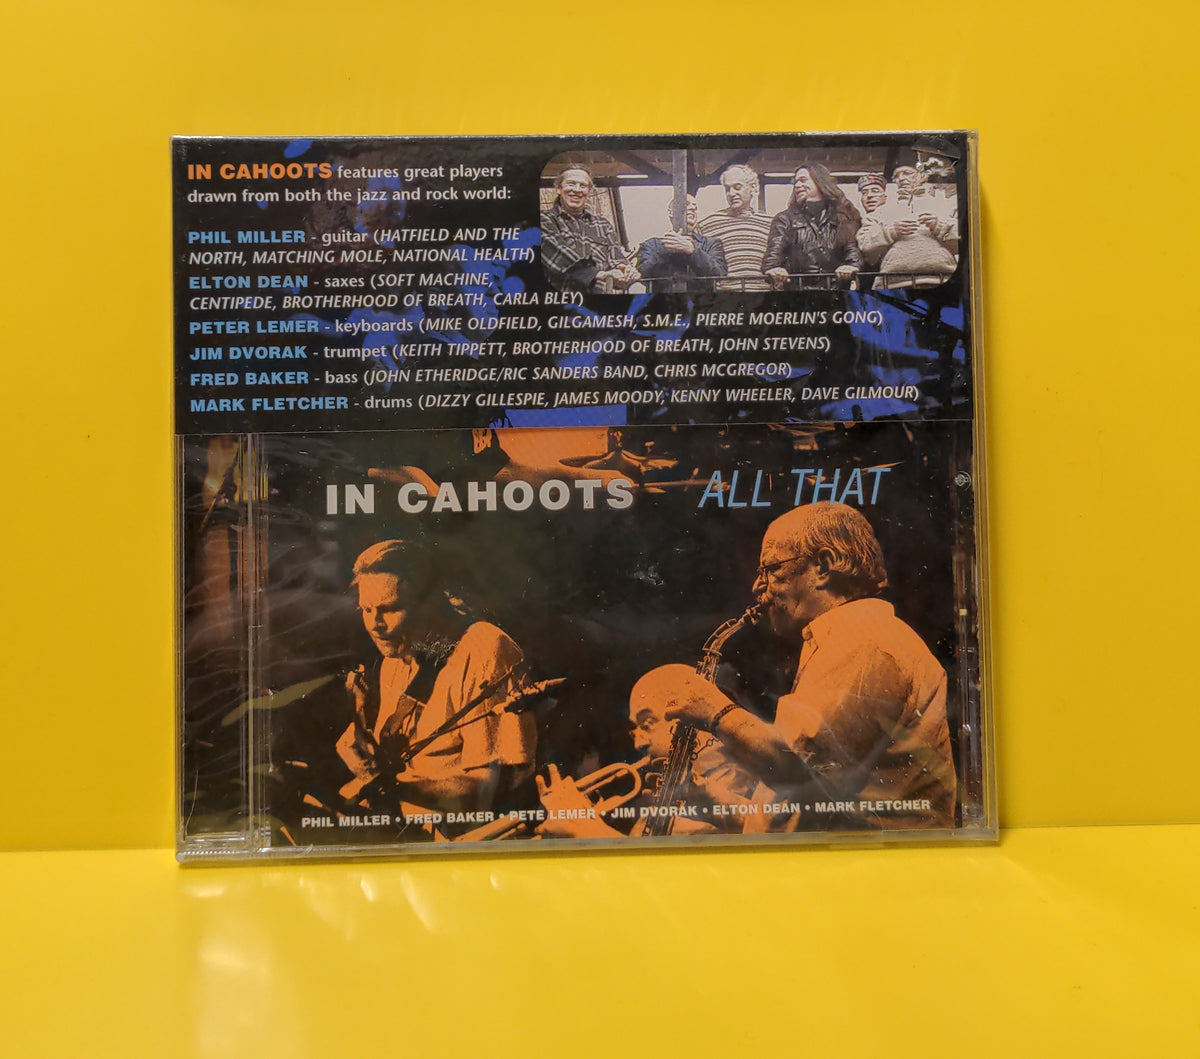 IN CAHOOTS features great players
drawn from both the jazz and rock world:
PHIL MILLER - guitar (HATFIELD AND THE
NORTH, MATCHING MOLE, NATIONAL HEALTH)
ELTON DEAN - saxes (SOFT MACHINE,
CENTIPEDE, BROTHERHOOD OF BREATH, CARLA BLEY)
PETER LEMER - keyboards (MIKE OLDFIELD, GILGAMESH, S.M.E., PIERRE MOERLIN'S GONG)
JIM DVORAK - trumpet (KEITH TIPPETT, BROTHERHOOD OF BREATH, JOHN STEVENS)
FRED BAKER - bass (JOHN ETHERIDGE/RIC SANDERS BAND, CHRIS MCGREGOR)
MARK FLETCHER - drums (DIZZY GILLESPIE, JAMES MOODY, KENNY WHEELER, DAVE GILMOUR)
IN CAHOOTS ALL THAT
PHIL MILLER • FRED BAKER • PETE LEMER • JIM DVORAK • ELTON DEAN • MARK FLETCHER